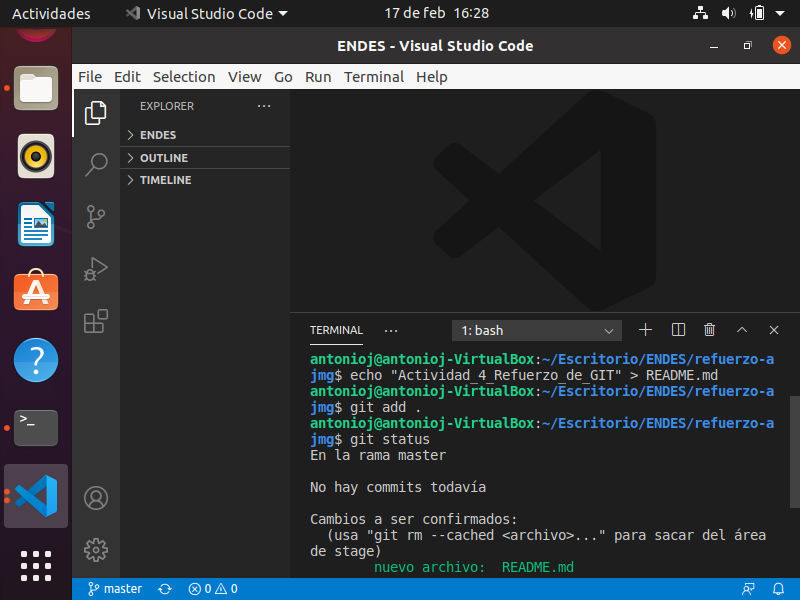 Actividades
Visual Studio Code
17 de feb 16:28
ENDES - Visual Studio Code
File Edit Selection View Go Run Terminal Help
EXPLORER
ENDES
OUTLINE
TIMELINE
TERMINAL
1: bash
antonioj@antonioj-VirtualBox:~/Escritorio/ENDES/refuerzo-a
jmg$ echo "Actividad_4_Refuerzo_de_GIT" > README.md
antonioj@antonioj-VirtualBox:~/Escritorio/ENDES/refuerzo-a
jmg$ git add .
antonioj@antonioj-VirtualBox:~/Escritorio/ENDES/refuerzo-a
jmg$ git status
En la rama master
No hay commits todavía
Cambios a ser confirmados:
(usa "git rm --cached <archivo>..." para sacar del área
de stage)
nuevo archivo: README.md
master
0
0